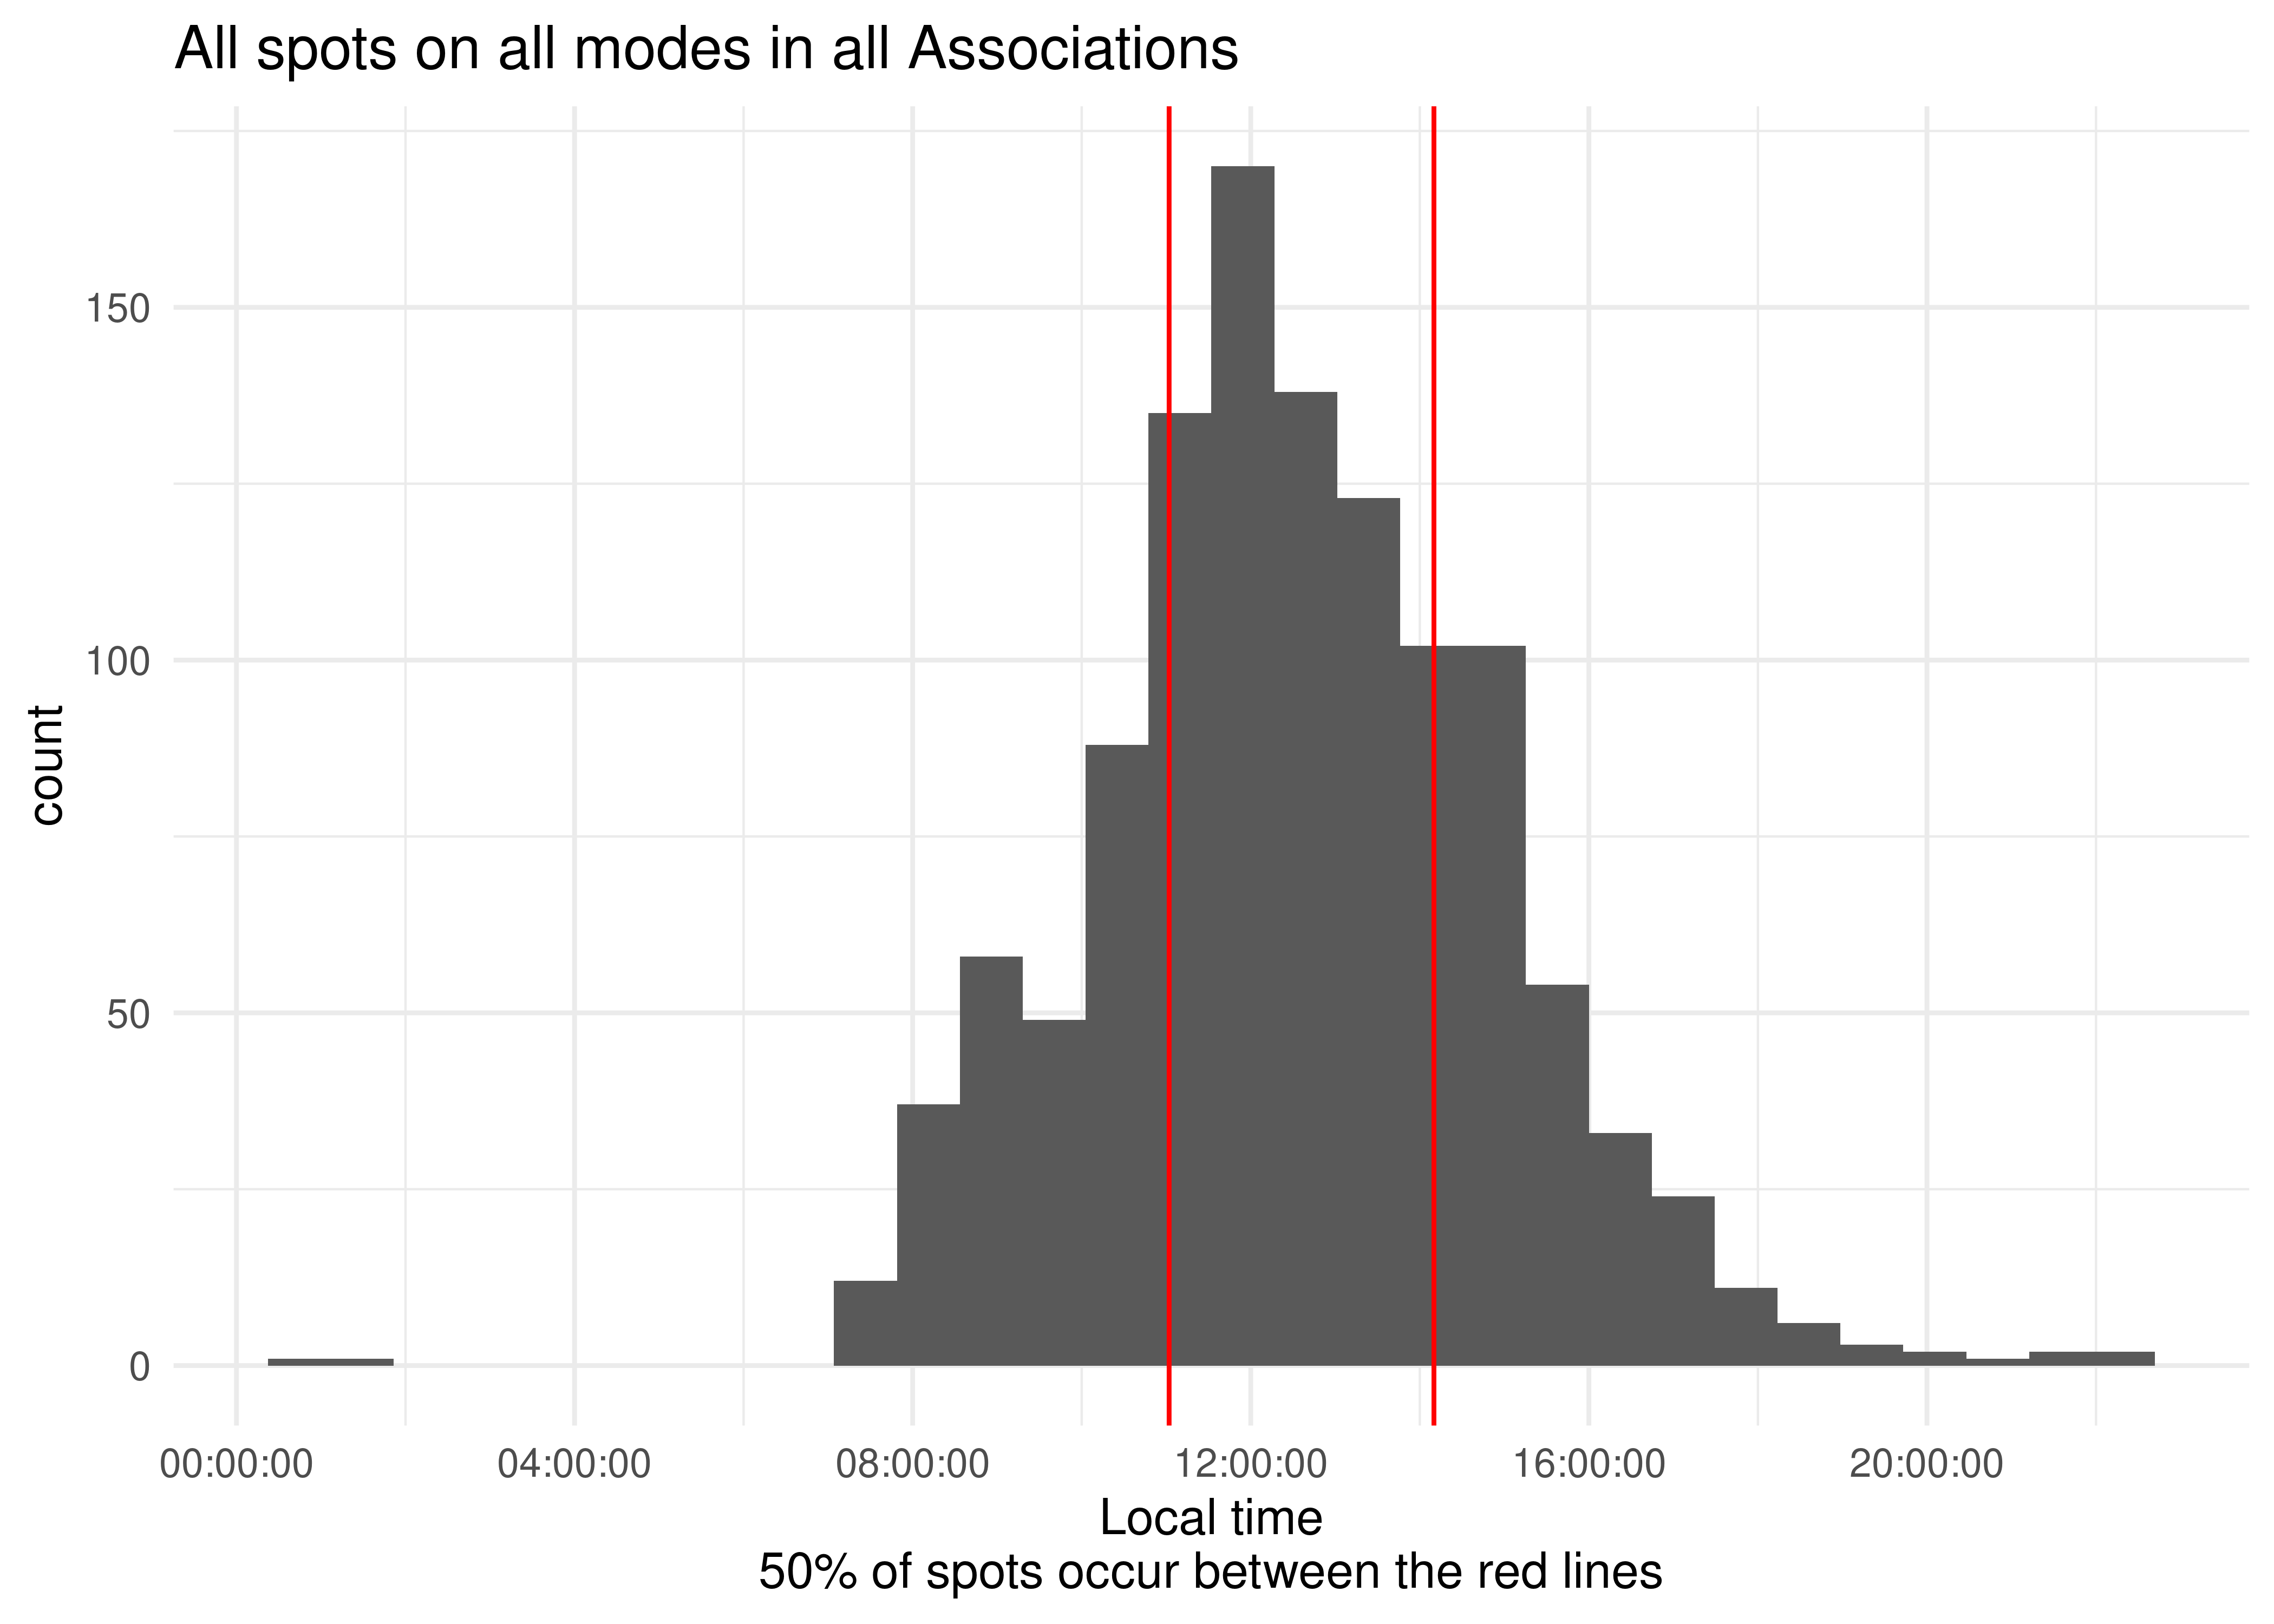 All spots on all modes in all Associations
150
100
50
0
count
00:00:00 04:00:00 08:00:00 12:00:00 16:00:00 20:00:00
Local time
50% of spots occur between the red lines